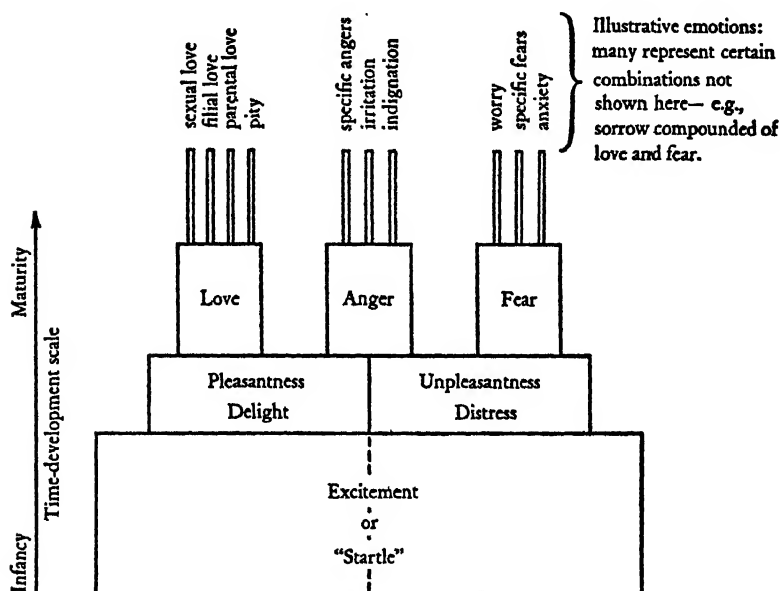 sexual love
filial love
parental love
pity
specific angers
irritation
indignation
worry
specific fears
anxiety
Illustrative emotions:
many represent certain
combinations not
shown here— e.g.,
sorrow compounded of
love and fear.
Maturity
Time-development scale
Infancy
Love
Anger
Fear
Pleasantness
Delight
Unpleasantness
Distress
Excitement
or
“Startle”